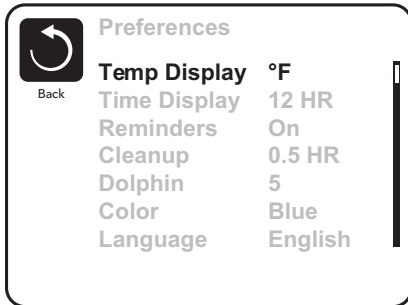 Preferences
Back
Temp Display °F
Time Display 12 HR
Reminders On
Cleanup 0.5 HR
Dolphin 5
Color Blue
Language English